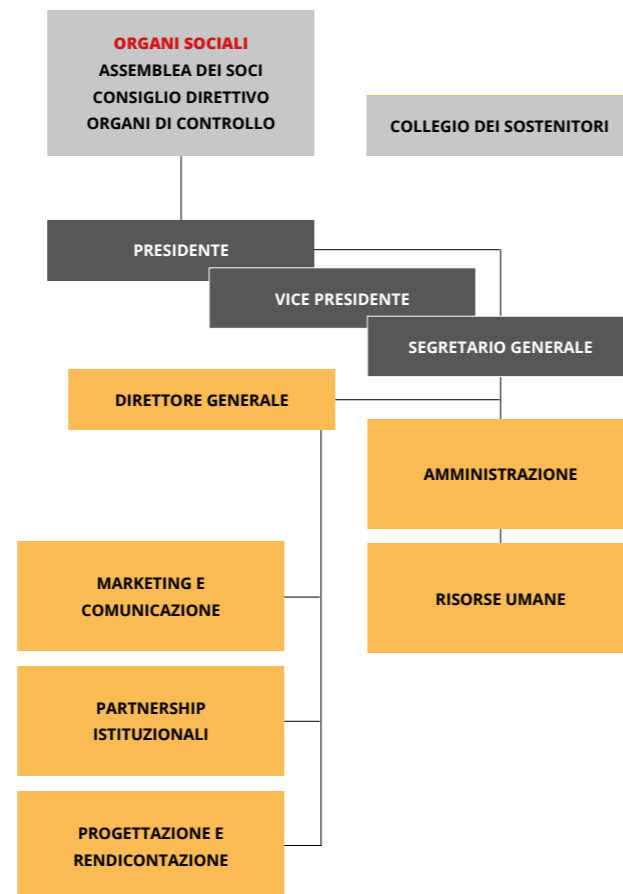 ORGANI SOCIALI
ASSEMBLEA DEI SOCI
CONSIGLIO DIRETTIVO
ORGANI DI CONTROLLO
COLLEGIO DEI SOSTENITORI
PRESIDENTE
VICE PRESIDENTE
SEGRETARIO GENERALE
DIRETTORE GENERALE
AMMINISTRAZIONE
MARKETING E
COMUNICAZIONE
RISORSE UMANE
PARTNERSHIP
ISTITUZIONALI
PROGETTAZIONE E
RENDICONTAZIONE